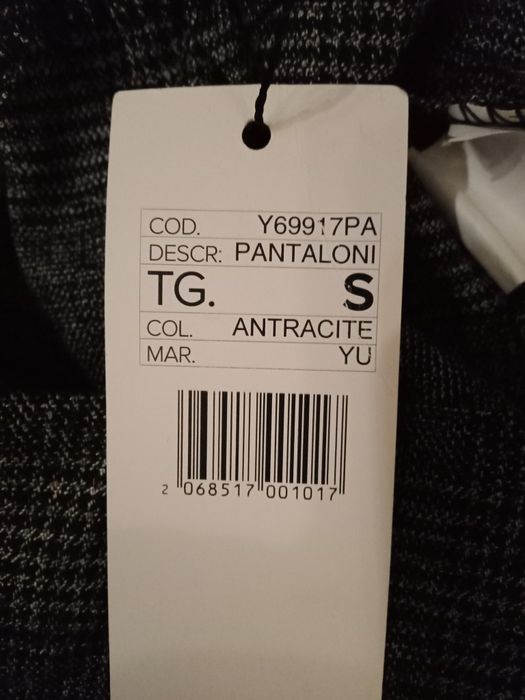 COD. Y69917PA
DESCR: PANTALONI
TG. S
COL. ANTRACITE
MAR. YU
2 068517 001017